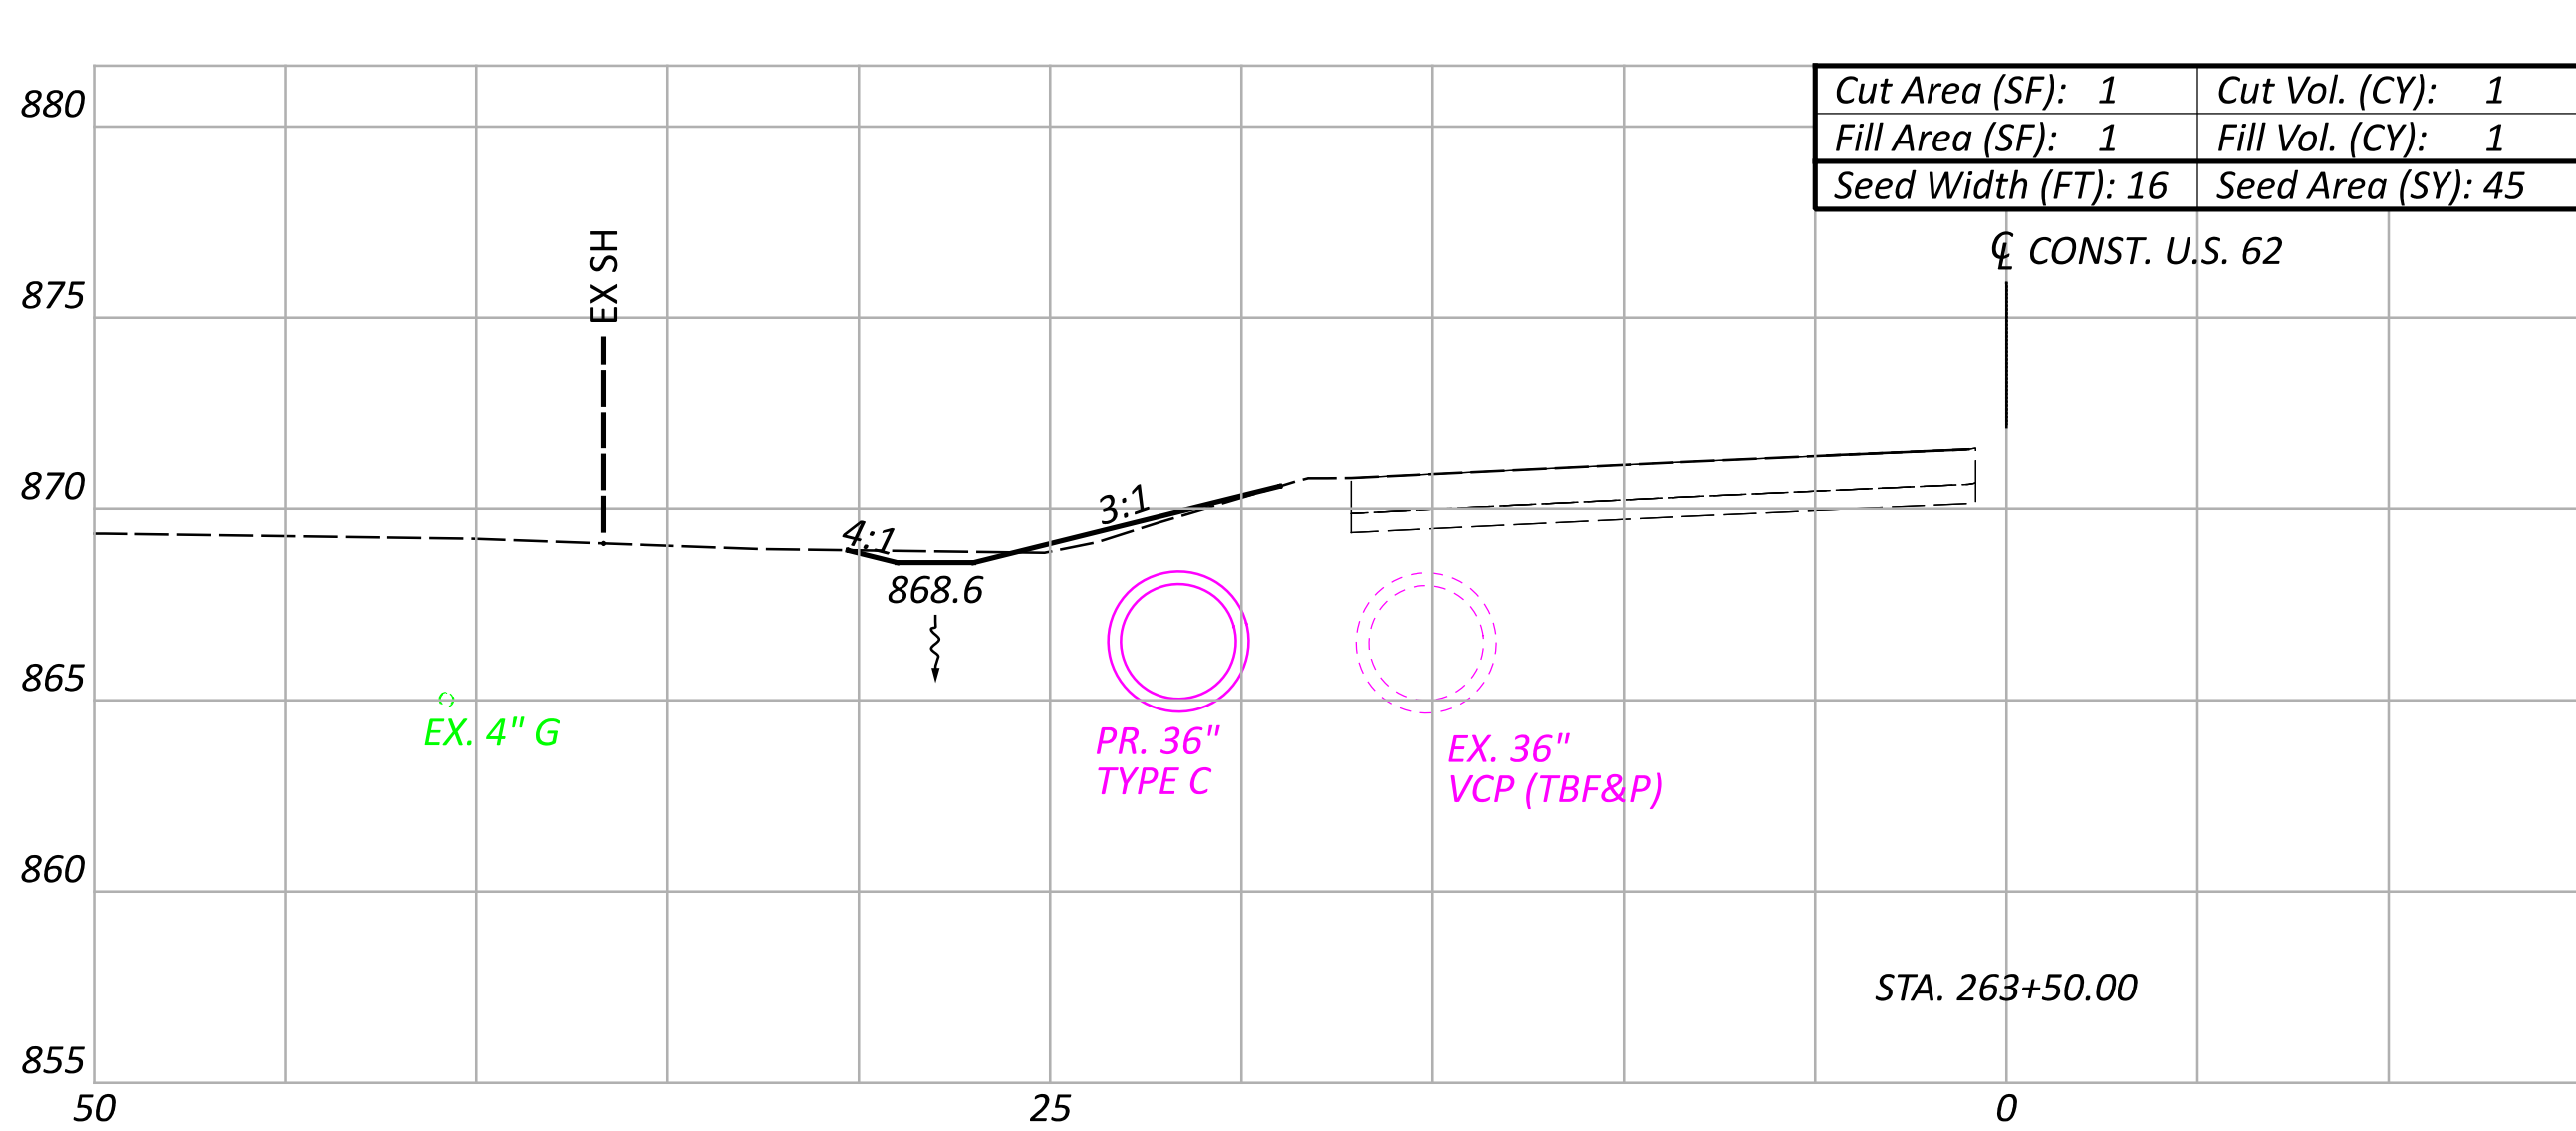 880
Cut Area (SF): 1 Cut Vol. (CY): 1
Fill Area (SF): 1 Fill Vol. (CY): 1
Seed Width (FT): 16 Seed Area (SY): 45
℄ CONST. U.S. 62
EX SH
875
870
3:1
4:1
868.6
865
EX. 4" G
PR. 36"
TYPE C
EX. 36"
VCP (TBF&P)
860
STA. 263+50.00
855
50 25 0